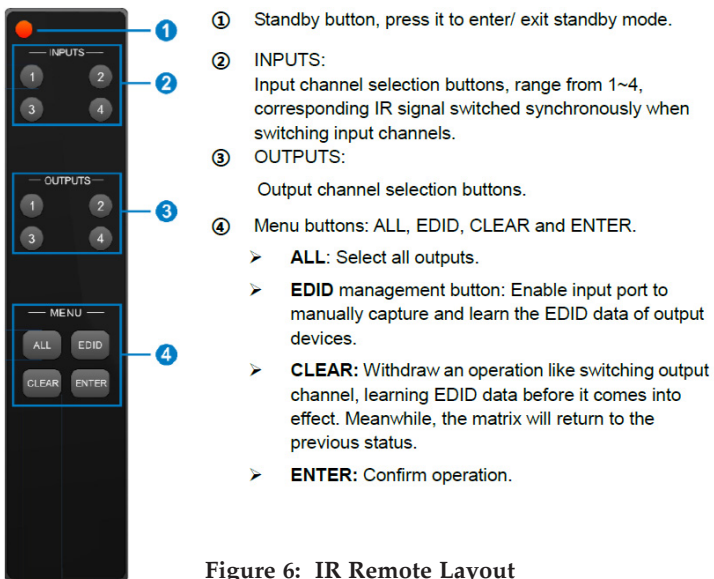 ① Standby button, press it to enter/ exit standby mode.
② INPUTS:
Input channel selection buttons, range from 1~4,
corresponding IR signal switched synchronously when
switching input channels.
③ OUTPUTS:
Output channel selection buttons.
④ Menu buttons: ALL, EDID, CLEAR and ENTER.
➢ ALL: Select all outputs.
➢ EDID management button: Enable input port to
manually capture and learn the EDID data of output
devices.
➢ CLEAR: Withdraw an operation like switching output
channel, learning EDID data before it comes into
effect. Meanwhile, the matrix will return to the
previous status.
➢ ENTER: Confirm operation.
1
INPUTS
1 2
3 4
2
OUTPUTS
1 2
3 4
3
MENU
ALL EDID
CLEAR ENTER
4
Figure 6: IR Remote Layout